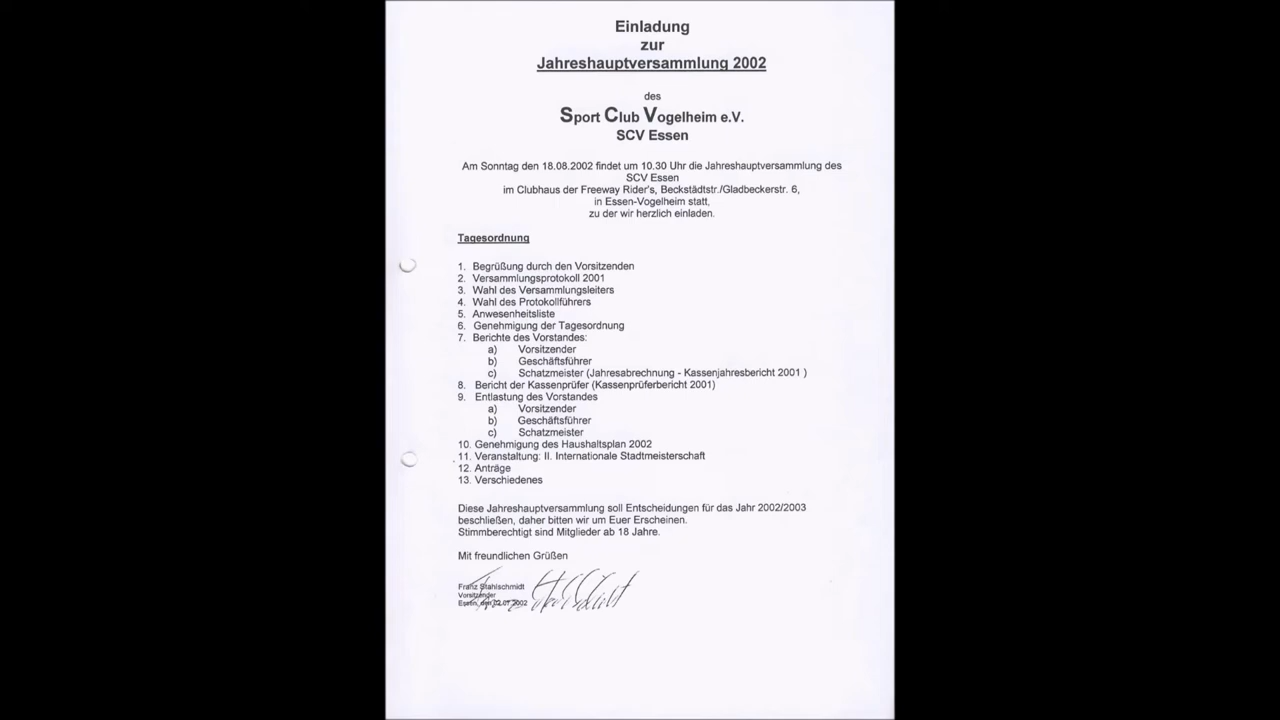 Einladung
zur
Jahreshauptversammlung 2002
des
Sport Club Vogelheim e.V.
SCV Essen
Am Sonntag den 18.08.2002 findet um 10.30 Uhr die Jahreshauptversammlung des
SCV Essen
im Clubhaus der Freeway Rider's, Beckstädtstr./Gladbeckerstr. 6,
in Essen-Vogelheim statt,
zu der wir herzlich einladen.
Tagesordnung
1. Begrüßung durch den Vorsitzenden
2. Versammlungsprotokoll 2001
3. Wahl des Versammlungsleiters
4. Wahl des Protokollführers
5. Anwesenheitsliste
6. Genehmigung der Tagesordnung
7. Berichte des Vorstandes:
a) Vorsitzender
b) Geschäftsführer
c) Schatzmeister (Jahresabrechnung - Kassenjahresbericht 2001 )
8. Bericht der Kassenprüfer (Kassenprüferbericht 2001)
9. Entlastung des Vorstandes
a) Vorsitzender
b) Geschäftsführer
c) Schatzmeister
10. Genehmigung des Haushaltsplan 2002
11. Veranstaltung: II. Internationale Stadtmeisterschaft
12. Anträge
13. Verschiedenes
Diese Jahreshauptversammlung soll Entscheidungen für das Jahr 2002/2003
beschließen, daher bitten wir um Euer Erscheinen.
Stimmberechtigt sind Mitglieder ab 18 Jahre.
Mit freundlichen Grüßen
Franz Stahlschmidt
Vorsitzender
Essen, den 02.07.2002